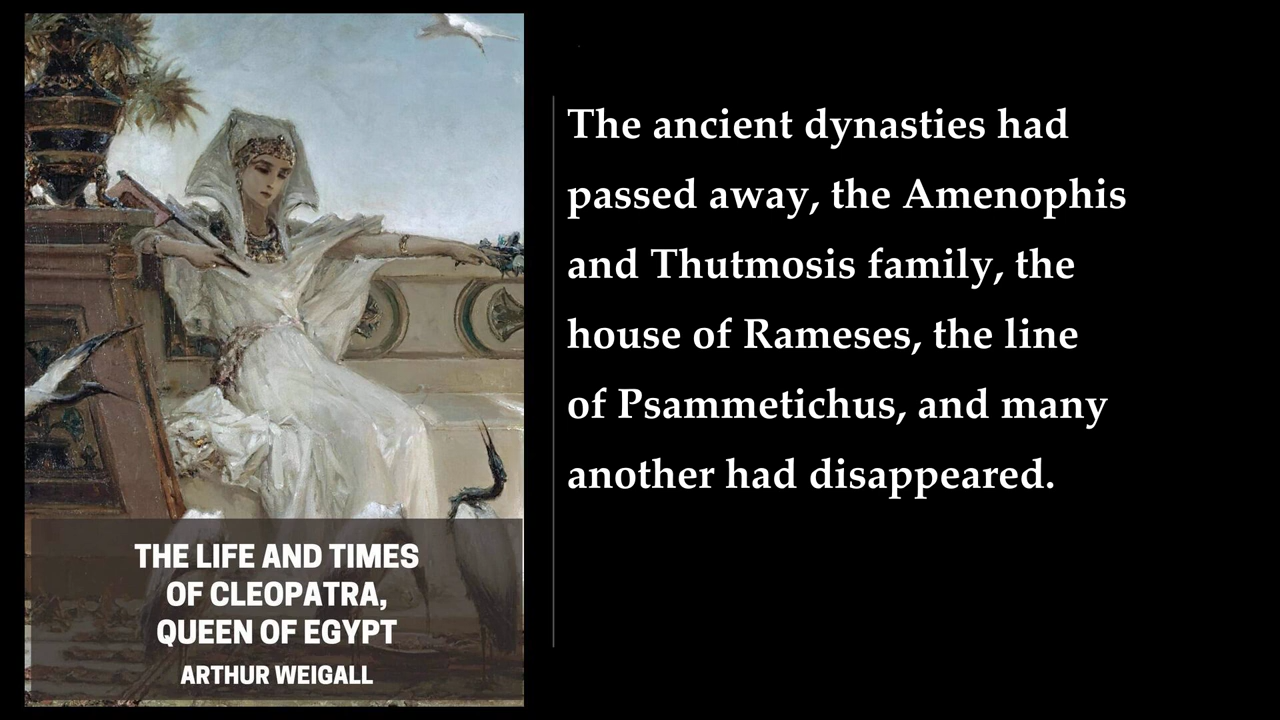 The ancient dynasties had
passed away, the Amenophis
and Thutmosis family, the
house of Rameses, the line
of Psammetichus, and many
another had disappeared.
THE LIFE AND TIMES
OF CLEOPATRA,
QUEEN OF EGYPT
ARTHUR WEIGALL